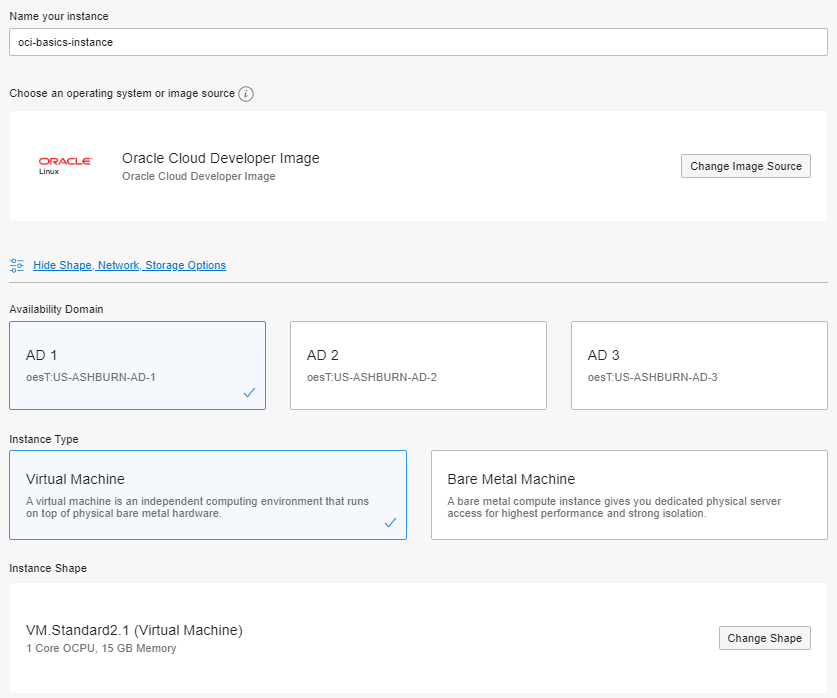 Name your instance
oci-basics-instance
Choose an operating system or image source i
ORACLE
Linux
Oracle Cloud Developer Image
Oracle Cloud Developer Image
Change Image Source
Hide Shape, Network, Storage Options
Availability Domain
AD 1
oesT:US-ASHBURN-AD-1
AD 2
oesT:US-ASHBURN-AD-2
AD 3
oesT:US-ASHBURN-AD-3
Instance Type
Virtual Machine
A virtual machine is an independent computing environment that runs
on top of physical bare metal hardware.
Bare Metal Machine
A bare metal compute instance gives you dedicated physical server
access for highest performance and strong isolation.
Instance Shape
VM.Standard2.1 (Virtual Machine)
1 Core OCPU, 15 GB Memory
Change Shape